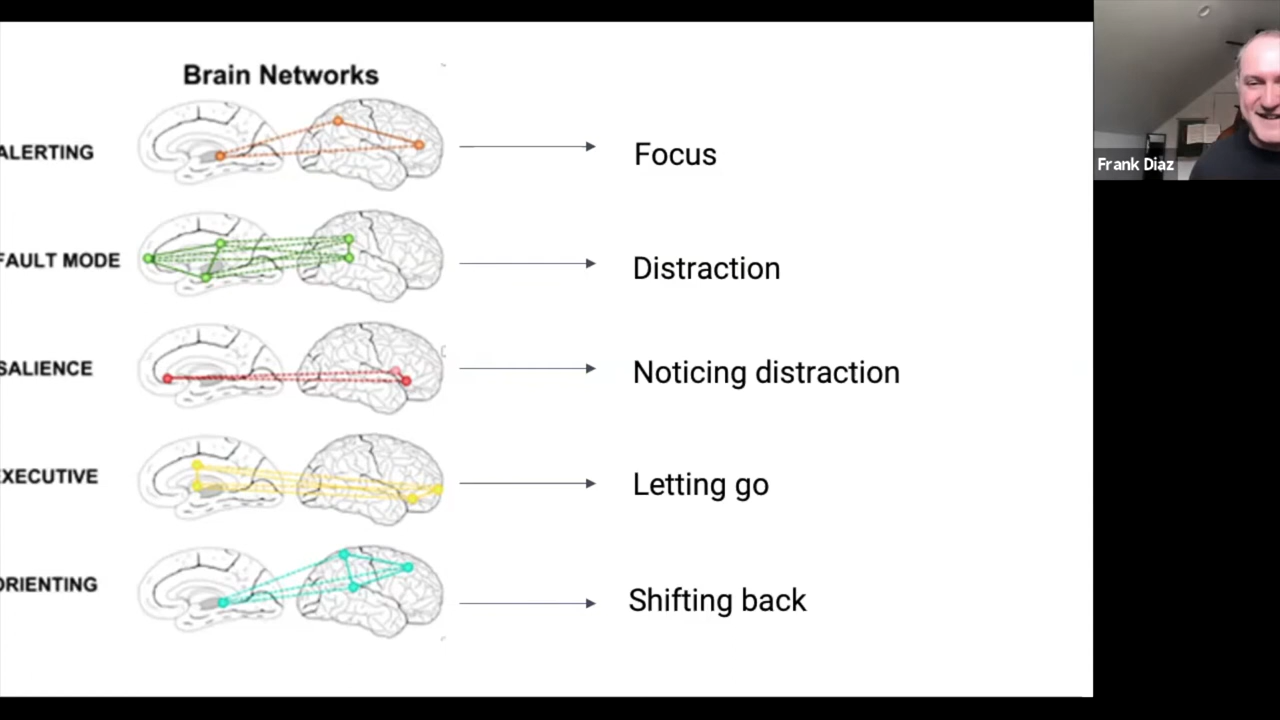 Brain Networks
ALERTING
Focus
FAULT MODE
Distraction
SALIENCE
Noticing distraction
EXECUTIVE
Letting go
ORIENTING
Shifting back
Frank Diaz